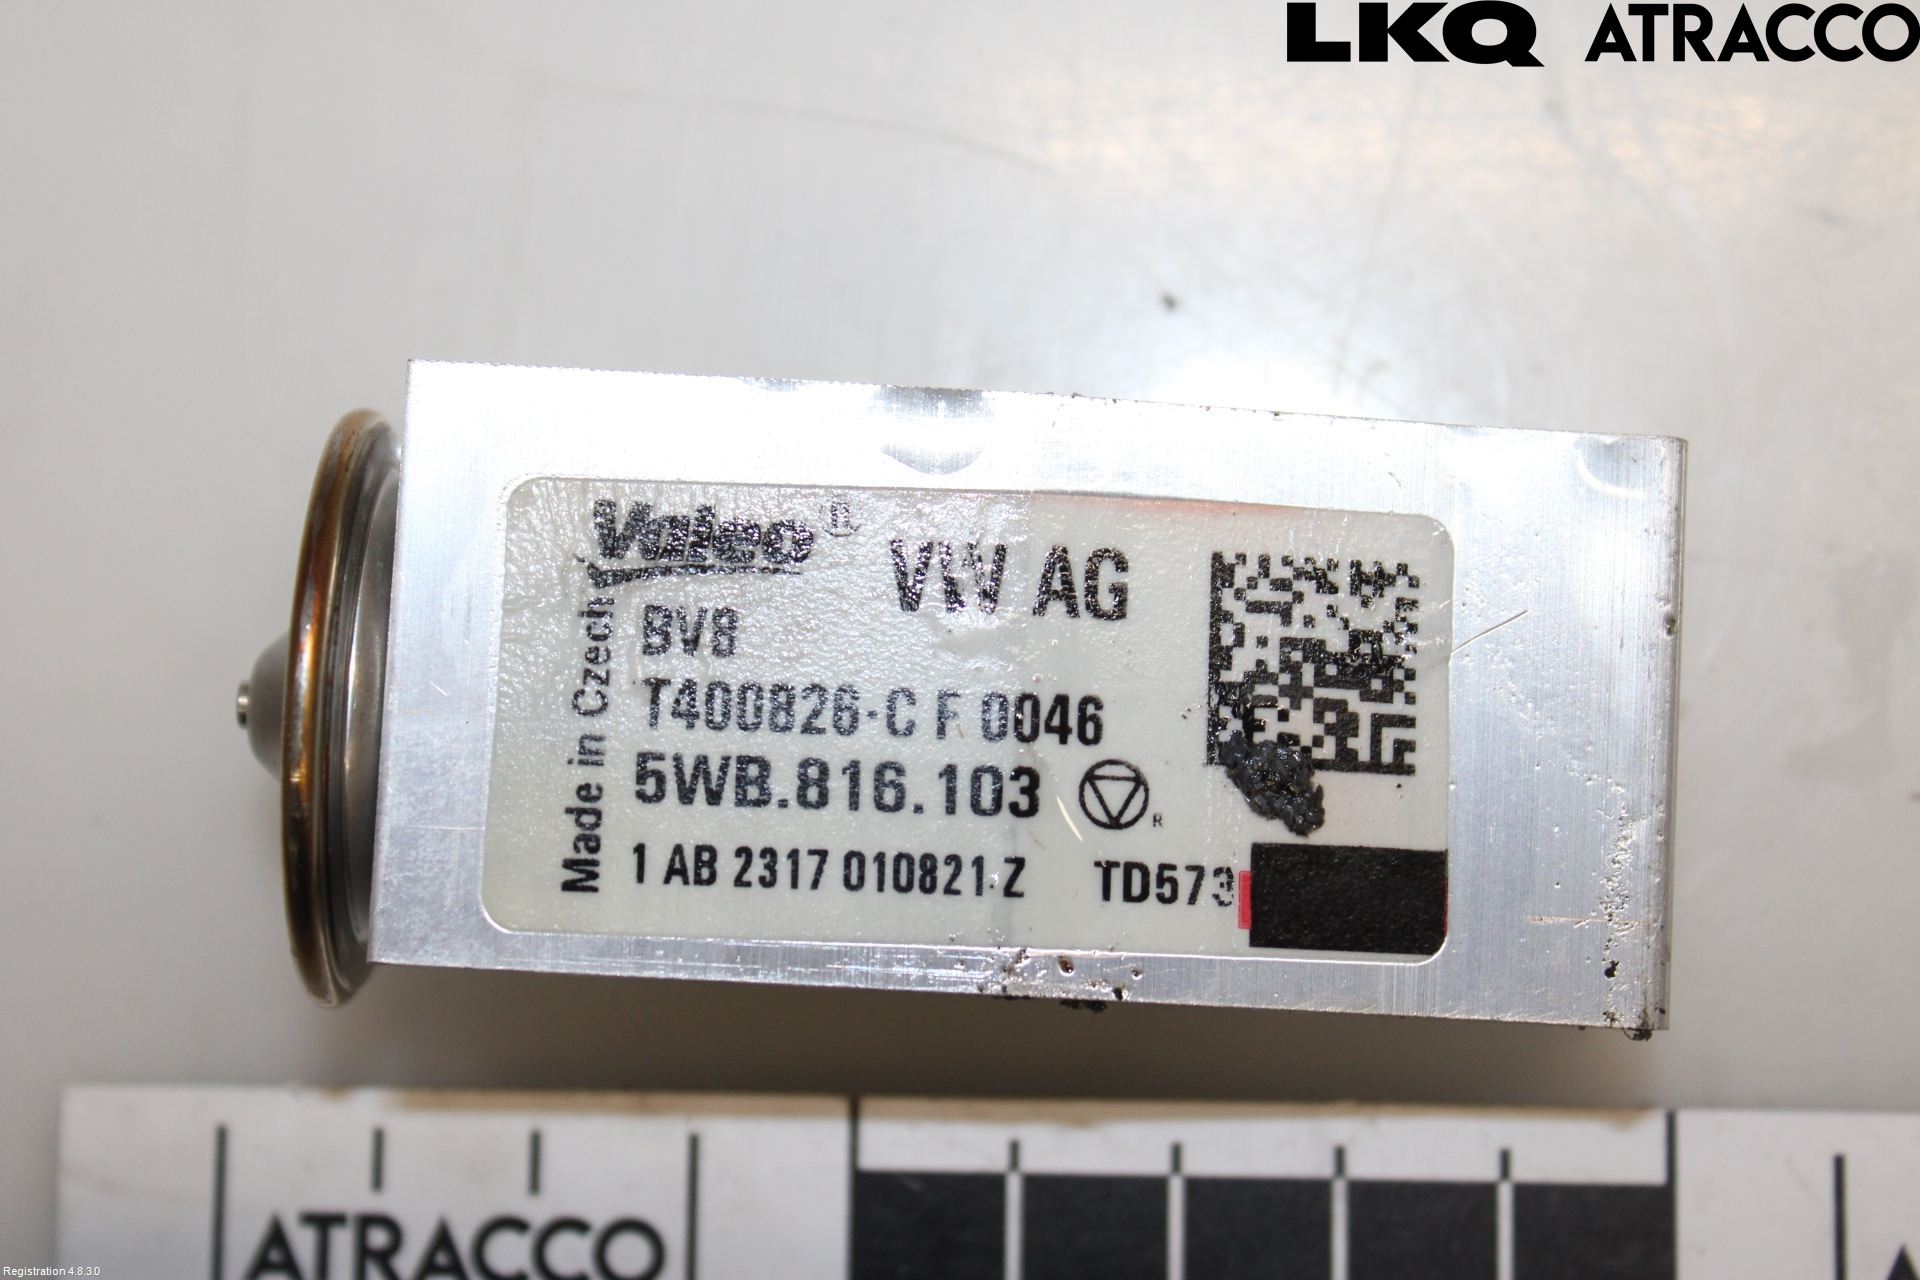 LKQ ATRACCO
Valeo ®
VW AG
Made in Czech
BV8
T400826-C F 0046
5WB.816.103
R
1 AB 2317 010821 Z TD573
ATRACCO
Registration 4.8.3.0